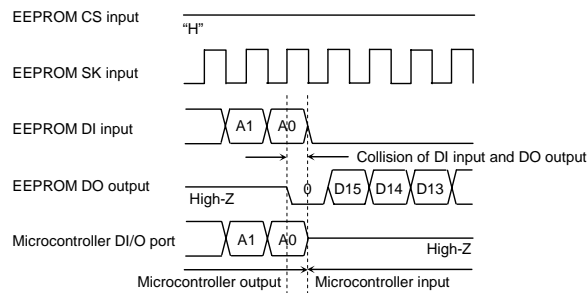 EEPROM CS input
“H”
EEPROM SK input
EEPROM DI input
A1 A0
Collision of DI input and DO output
EEPROM DO output
High-Z
0 D15 D14 D13
Microcontroller DI/O port
A1 A0
High-Z
Microcontroller output Microcontroller input